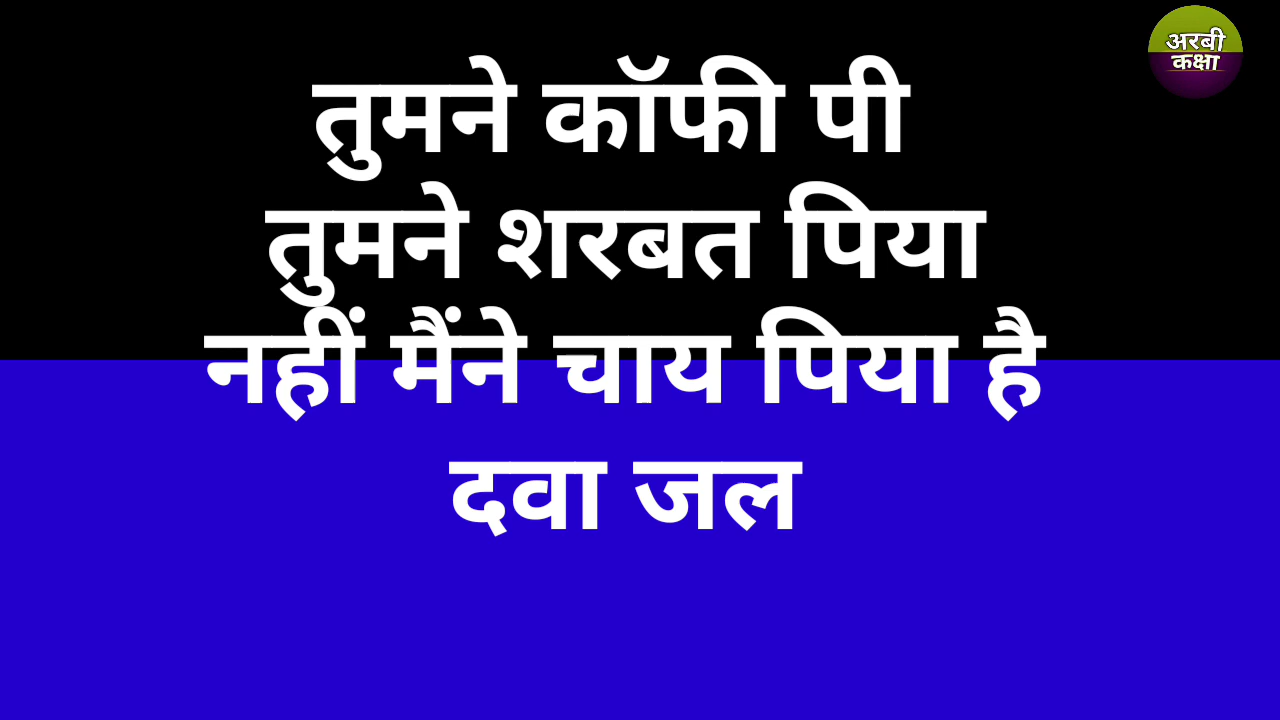 अरबी
कक्षा
तुमने कॉफी पी
तुमने शरबत पिया
नहीं मैंने चाय पिया है
दवा जल